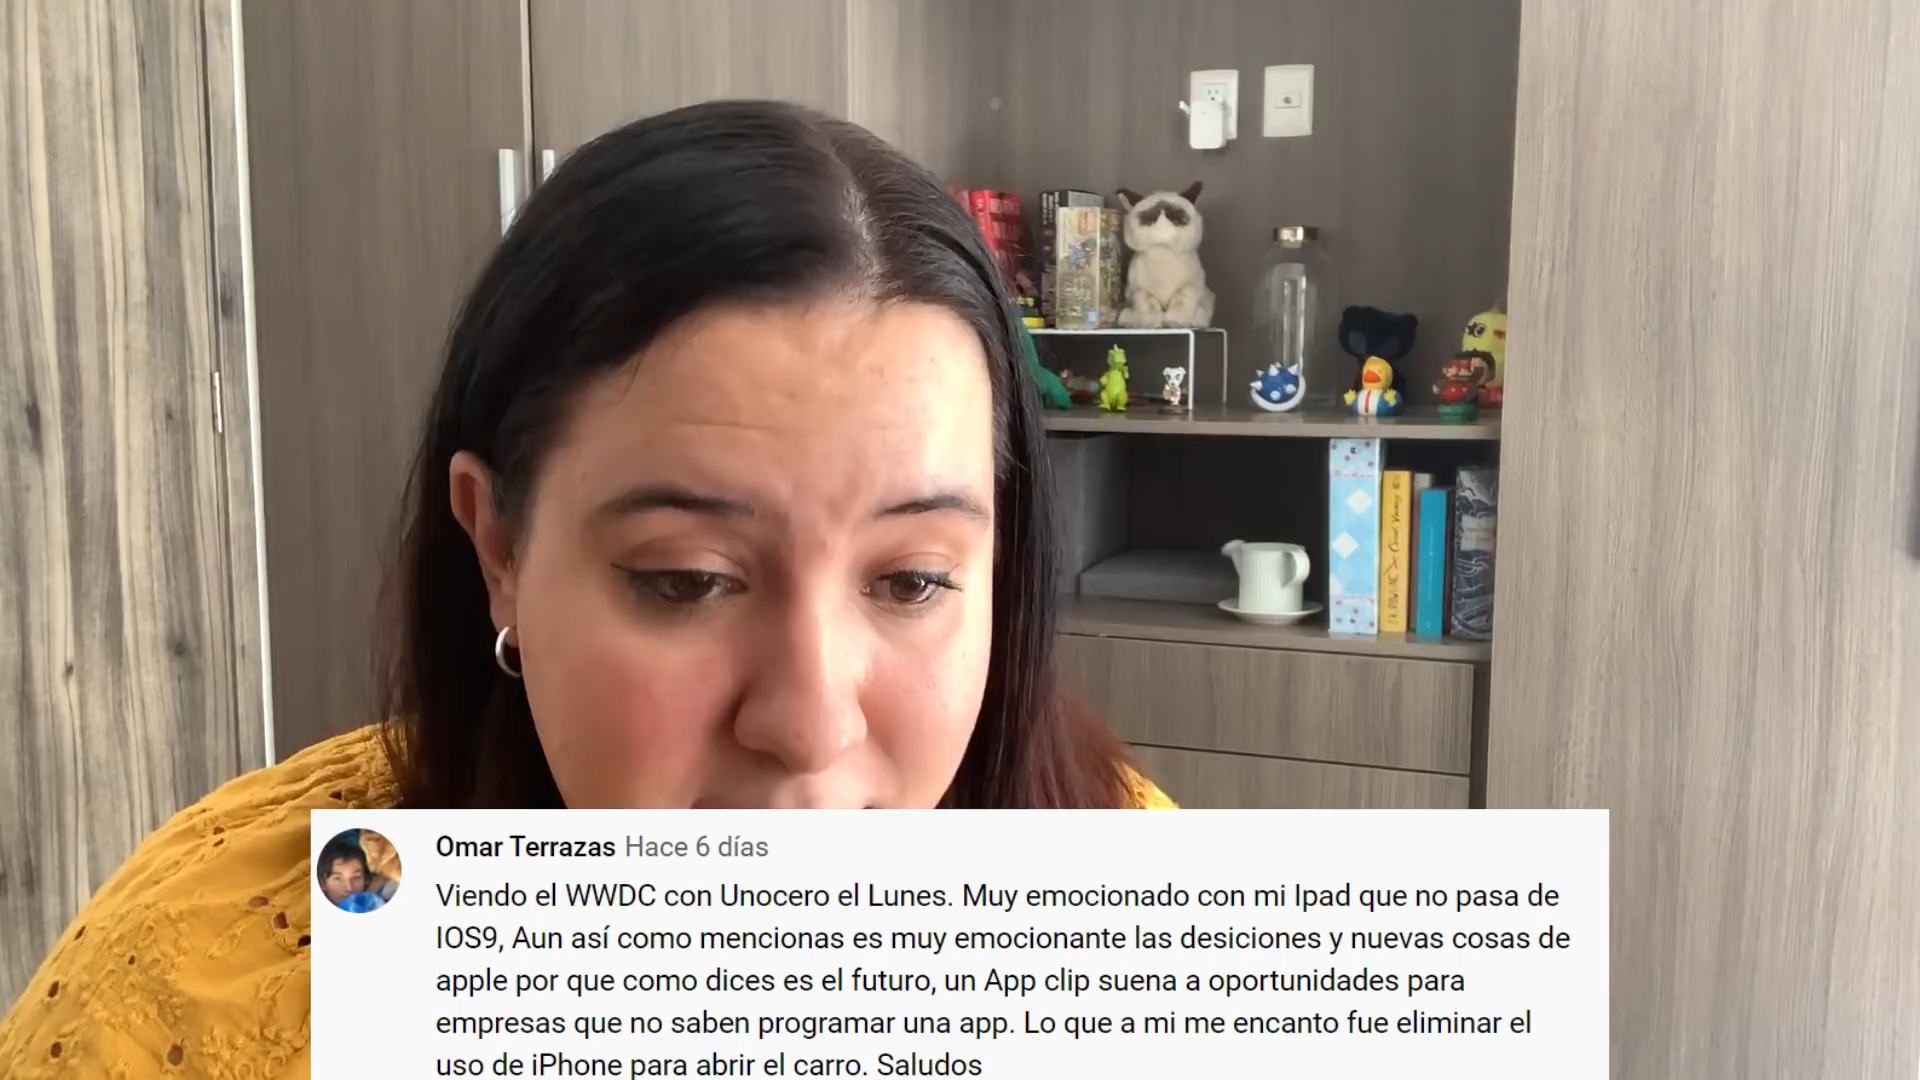 Omar Terrazas Hace 6 días
Viendo el WWDC con Unocero el Lunes. Muy emocionado con mi Ipad que no pasa de
IOS9, Aun así como mencionas es muy emocionante las desiciones y nuevas cosas de
apple por que como dices es el futuro, un App clip suena a oportunidades para
empresas que no saben programar una app. Lo que a mi me encanto fue eliminar el
uso de iPhone para abrir el carro. Saludos